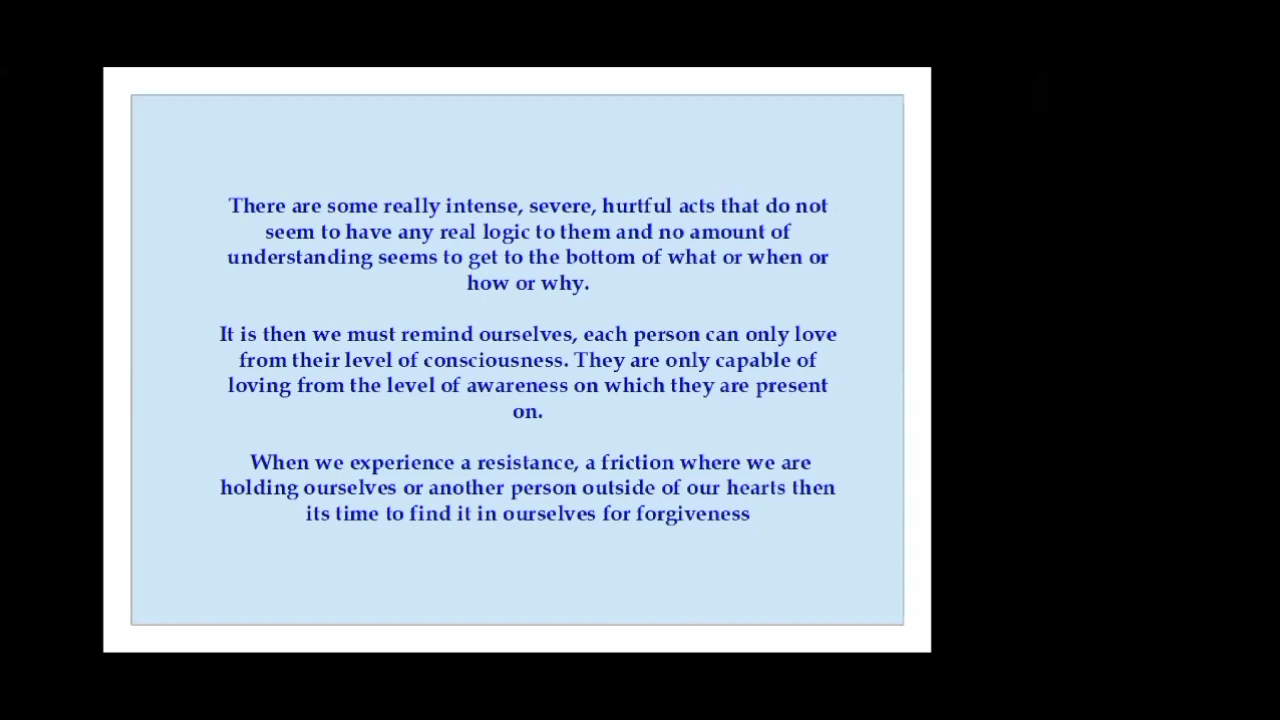 There are some really intense, severe, hurtful acts that do not
seem to have any real logic to them and no amount of
understanding seems to get to the bottom of what or when or
how or why.
It is then we must remind ourselves, each person can only love
from their level of consciousness. They are only capable of
loving from the level of awareness on which they are present
on.
When we experience a resistance, a friction where we are
holding ourselves or another person outside of our hearts then
its time to find it in ourselves for forgiveness